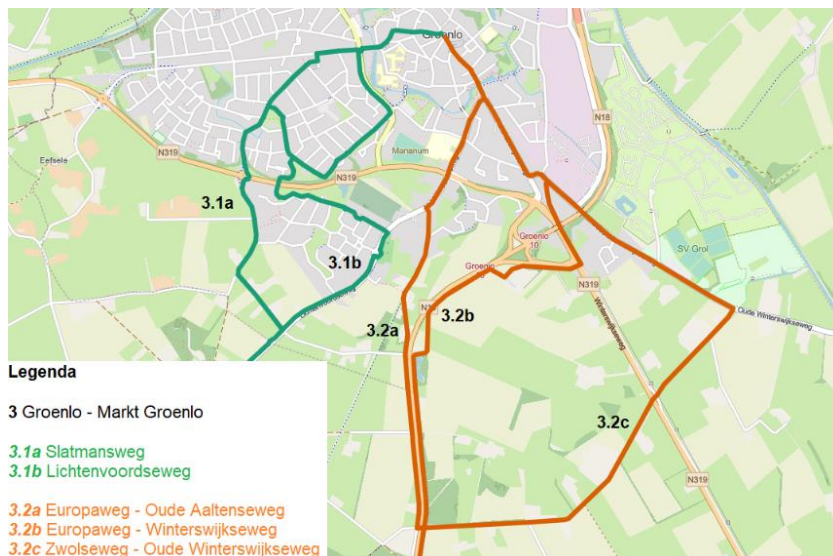 Groenlo
N18
Eefsele
N319
Marianum
N319
3.1a
SV Grol
Groenlo
10
3.1b
Groenlo
N319
3.2a
3.2b
Winterswijkseweg
Oude Winterswijkseweg
Legenda
3 Groenlo - Markt Groenlo
3.2c
3.1a Slatmansweg
3.1b Lichtenvoordseweg
N319
3.2a Europaweg - Oude Aaltenseweg
3.2b Europaweg - Winterswijkseweg
3.2c Zwolseweg - Oude Winterswijkseweg